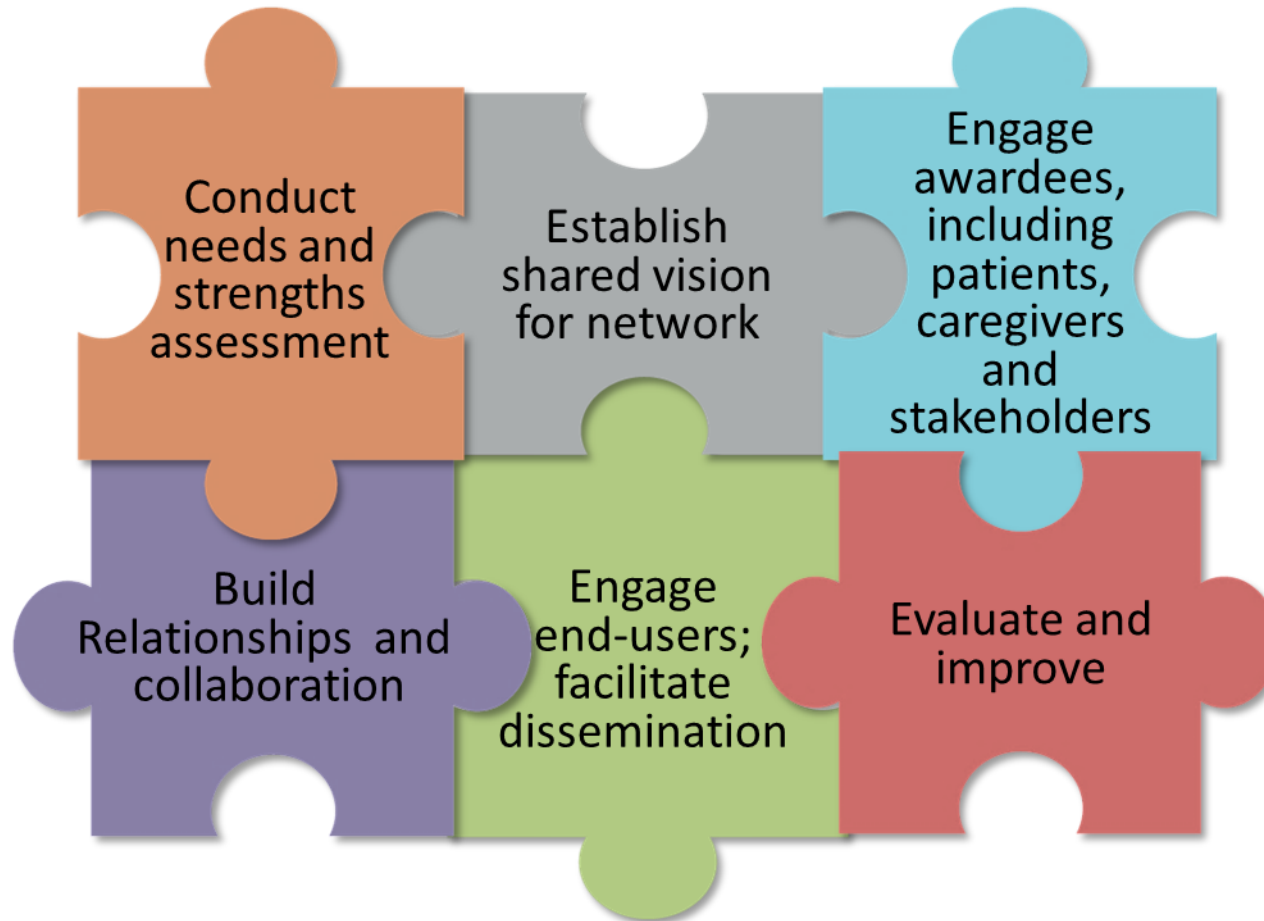 Conduct
needs and
strengths
assessment
Establish
shared vision
for network
Engage
awardees,
including
patients,
caregivers
and
stakeholders
Build
Relationships and
collaboration
Engage
end-users;
facilitate
dissemination
Evaluate and
improve